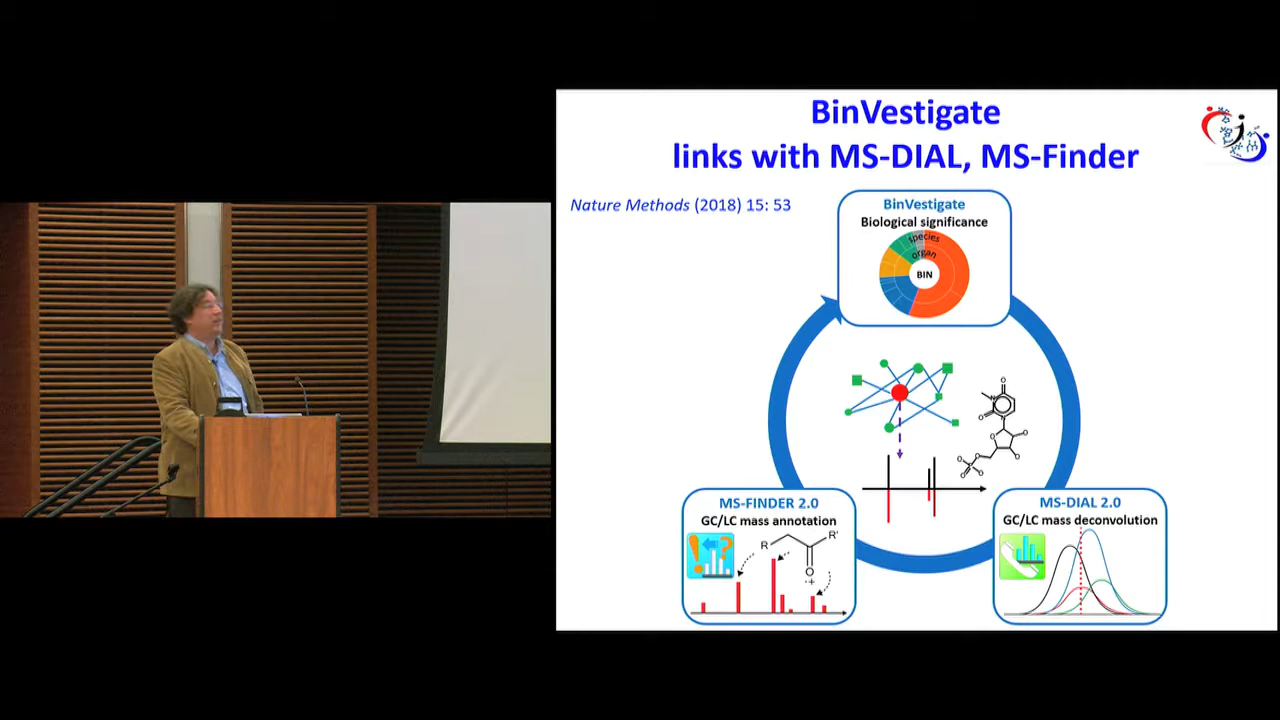 BinVestigate
links with MS-DIAL, MS-Finder
Nature Methods (2018) 15: 53
BinVestigate
Biological significance
species
organ
BIN
MS-FINDER 2.0
GC/LC mass annotation
R
R'
O
·+
MS-DIAL 2.0
GC/LC mass deconvolution